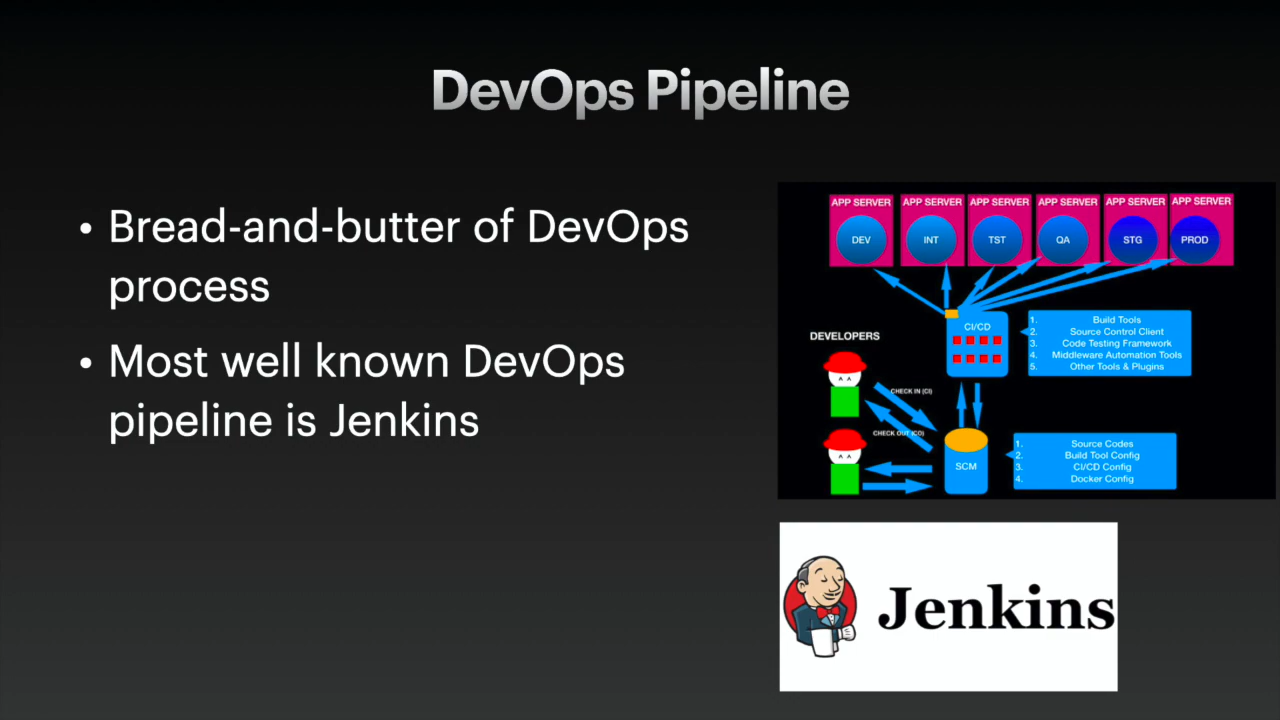 DevOps Pipeline
• Bread-and-butter of DevOps
process
• Most well known DevOps
pipeline is Jenkins
APP SERVER APP SERVER APP SERVER APP SERVER APP SERVER APP SERVER
DEV INT TST QA STG PROD
CI/CD
1. Build Tools
2. Source Control Client
3. Code Testing Framework
4. Middleware Automation Tools
5. Other Tools & Plugins
DEVELOPERS
CHECK IN (CI)
CHECK OUT (CO)
SCM
1. Source Codes
2. Build Tool Config
3. CI/CD Config
4. Docker Config
Jenkins